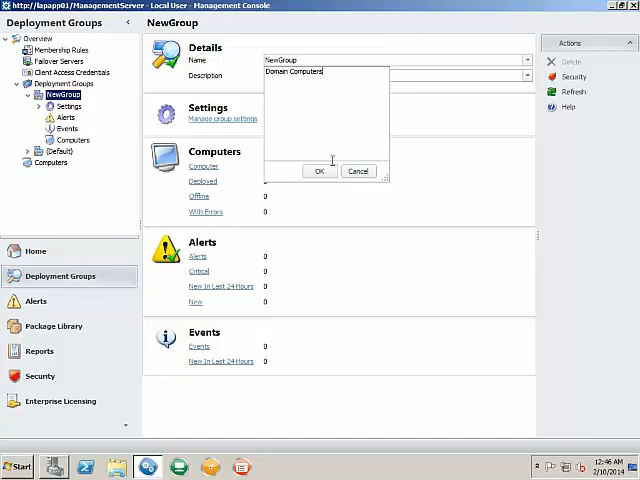 http://lapapp01/ManagementServer - Local User - Management Console
Deployment Groups
Overview
Membership Rules
Failover Servers
Client Access Credentials
Deployment Groups
NewGroup
Settings
Alerts
Events
Computers
(Default)
Computers
Home
Deployment Groups
Alerts
Package Library
Reports
Security
Enterprise Licensing
NewGroup
Details
Name
NewGroup
Description
Domain Computers
OK
Cancel
Settings
Manage group settings
Computers
Computer
Deployed
Offline 0
With Errors 0
Alerts
Alerts 0
Critical 0
New In Last 24 Hours 0
New 0
Events
Events 0
New In Last 24 Hours 0
Actions
Delete
Security
Refresh
Help
Start
12:46 AM
2/10/2014